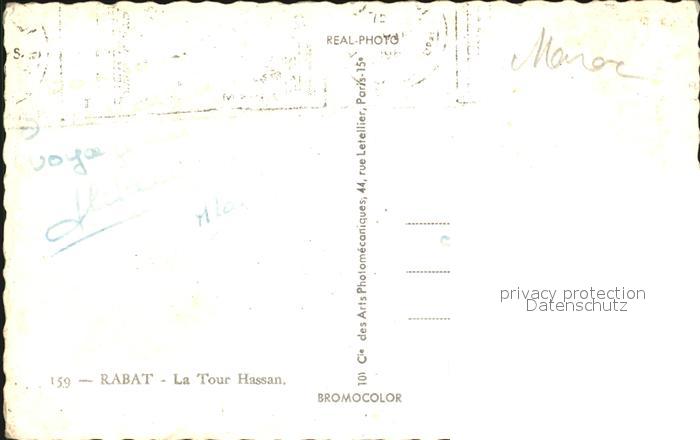 REAL-PHOTO
Maroc
voya
101 Cie des Arts Photomécaniques, 44, rue Letellier, Paris-15e
privacy protection
Datenschutz
159 — RABAT - La Tour Hassan.
BROMOCOLOR